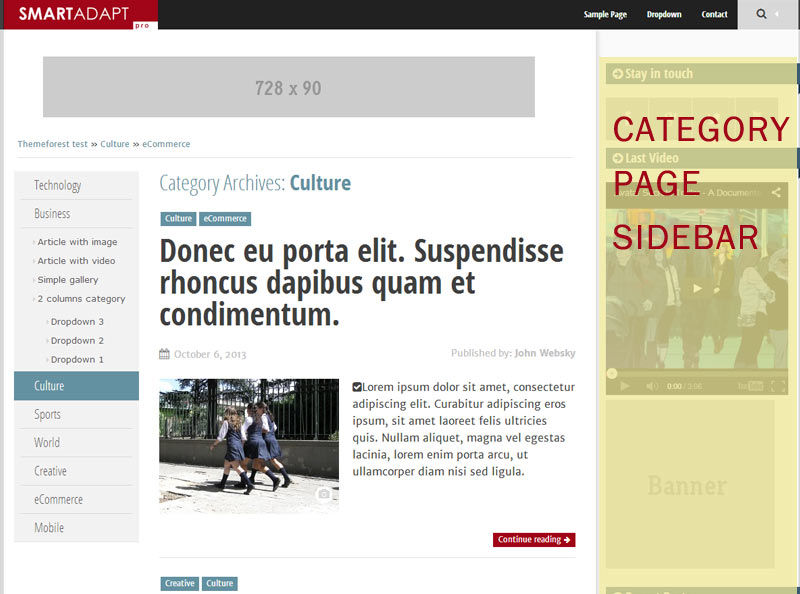 SMARTADAPT
pro
Sample Page Dropdown Contact
728 x 90
Themeforest test » Culture » eCommerce
Technology
Business
Article with image
Article with video
Simple gallery
2 columns category
Dropdown 3
Dropdown 2
Dropdown 1
Culture
Sports
World
Creative
eCommerce
Mobile
Category Archives: Culture
Culture eCommerce
Donec eu porta elit. Suspendisse
rhoncus dapibus quam et
condimentum.
October 6, 2013
Published by: John Websky
Lorem ipsum dolor sit amet, consectetur
adipiscing elit. Curabitur adipiscing eros
ipsum, sit amet laoreet felis ultricies
quis. Nullam aliquet, magna vel egestas
lacinia, lorem enim porta arcu, ut
ullamcorper diam nisi sed ligula.
Continue reading
Creative Culture
Stay in touch
CATEGORY
Last Video
PAGE
- A Documenta
SIDEBAR
0:00 / 3:08
YouTube
Banner